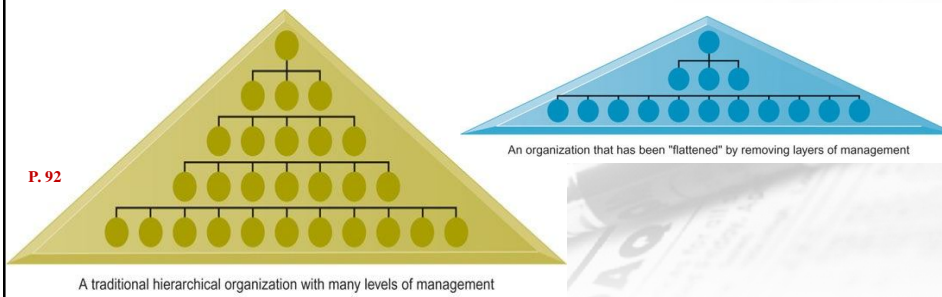 An organization that has been "flattened" by removing layers of management
P. 92
A traditional hierarchical organization with many levels of management